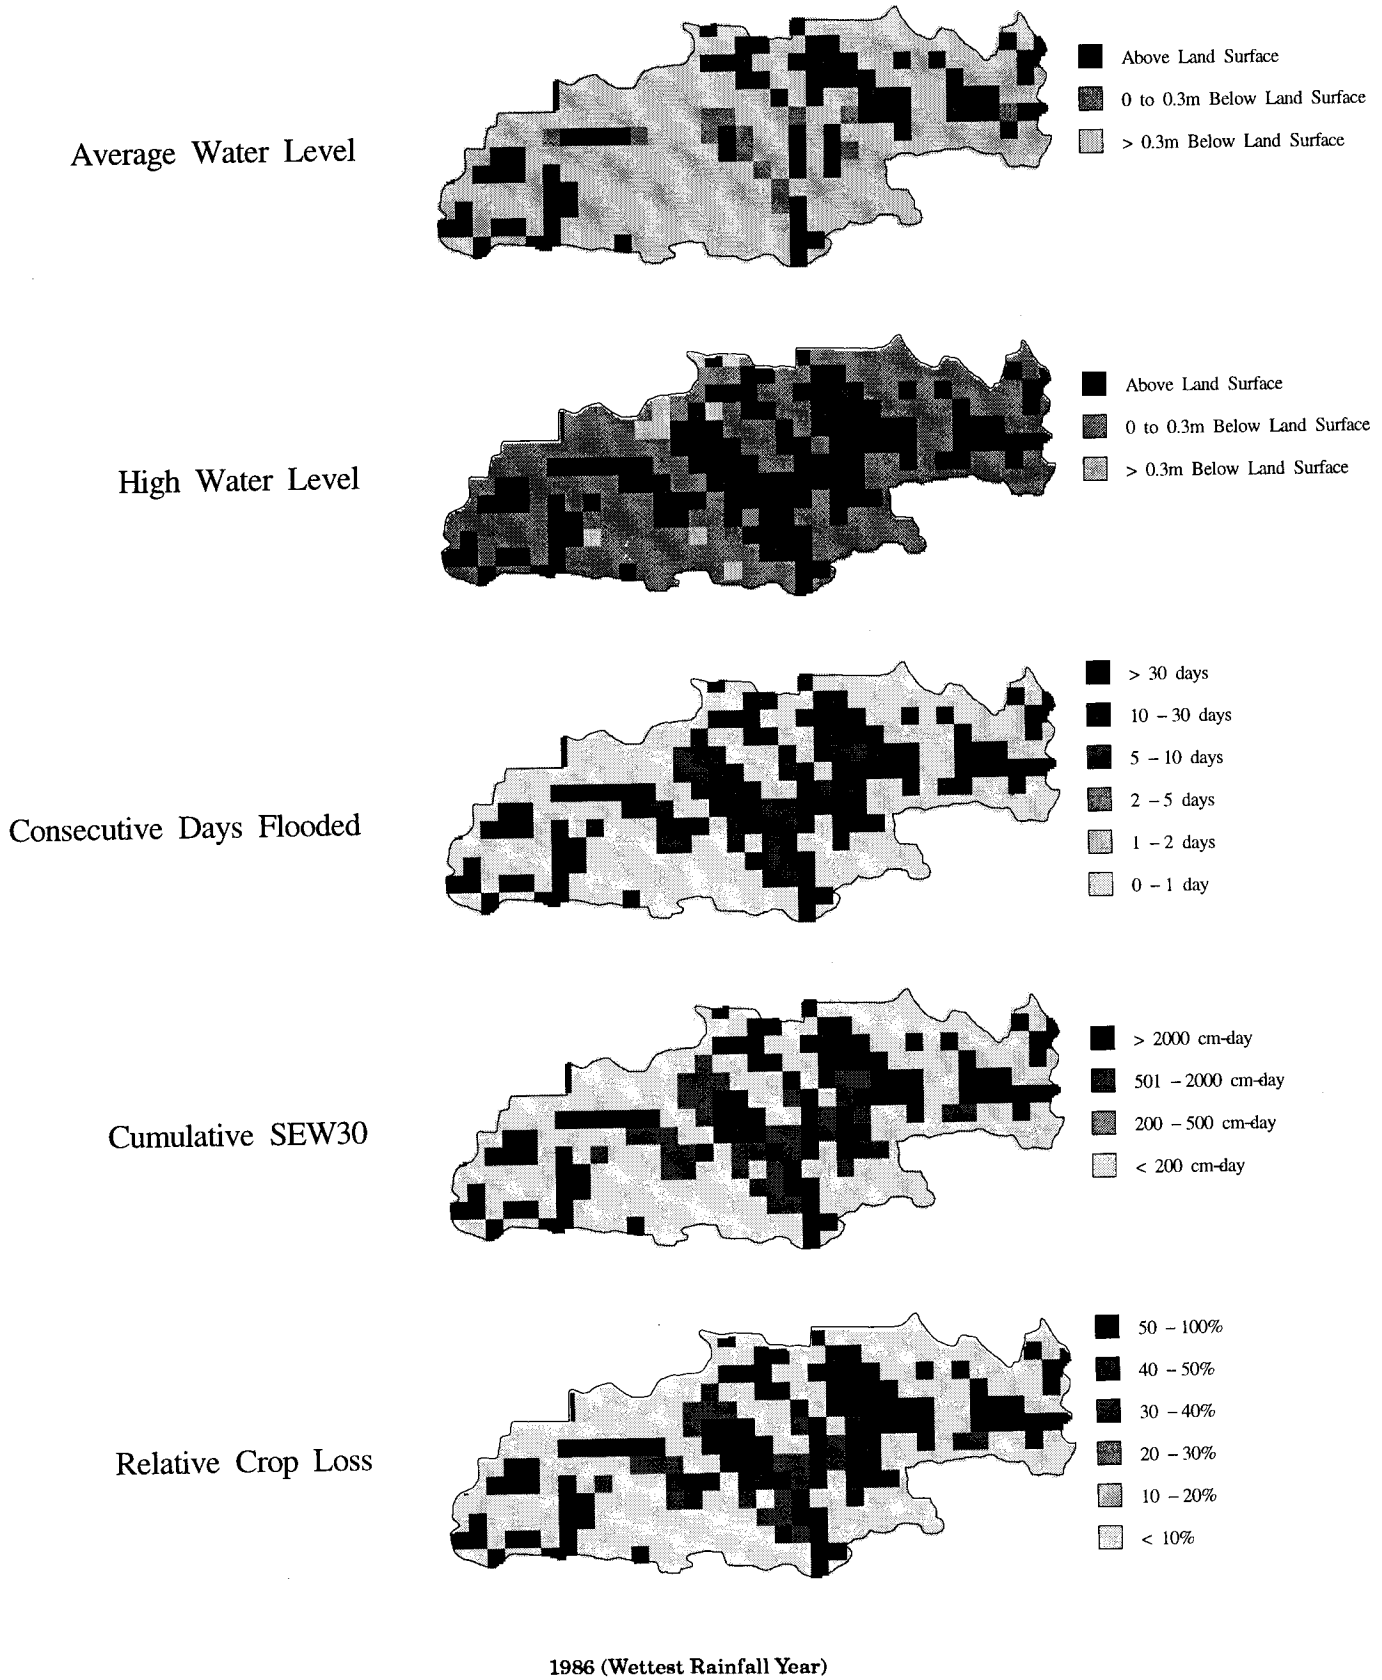 Average Water Level
Above Land Surface
0 to 0.3m Below Land Surface
> 0.3m Below Land Surface
High Water Level
Above Land Surface
0 to 0.3m Below Land Surface
> 0.3m Below Land Surface
Consecutive Days Flooded
> 30 days
10 – 30 days
5 – 10 days
2 – 5 days
1 – 2 days
0 – 1 day
Cumulative SEW30
> 2000 cm-day
501 – 2000 cm-day
200 – 500 cm-day
< 200 cm-day
Relative Crop Loss
50 – 100%
40 – 50%
30 – 40%
20 – 30%
10 – 20%
< 10%
1986 (Wettest Rainfall Year)